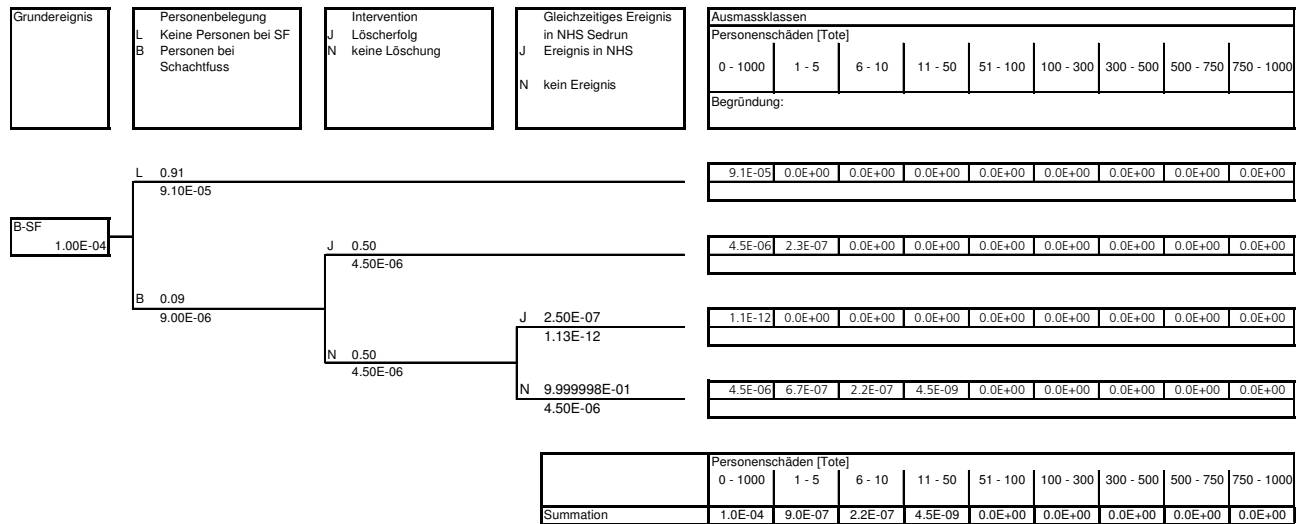 Grundereignis
Personenbelegung
L Keine Personen bei SF
B Personen bei
Schachtfuss
Intervention
J Löscherfolg
N keine Löschung
Gleichzeitiges Ereignis
in NHS Sedrun
J Ereignis in NHS
N kein Ereignis
Ausmassklassen
Personenschäden [Tote]
0 - 1000 1 - 5 6 - 10 11 - 50 51 - 100 100 - 300 300 - 500 500 - 750 750 - 1000
Begründung:
L 0.91
9.10E-05
9.1E-05 0.0E+00 0.0E+00 0.0E+00 0.0E+00 0.0E+00 0.0E+00 0.0E+00 0.0E+00
B-SF
1.00E-04
J 0.50
4.50E-06
4.5E-06 2.3E-07 0.0E+00 0.0E+00 0.0E+00 0.0E+00 0.0E+00 0.0E+00 0.0E+00
B 0.09
9.00E-06
J 2.50E-07
1.13E-12
1.1E-12 0.0E+00 0.0E+00 0.0E+00 0.0E+00 0.0E+00 0.0E+00 0.0E+00 0.0E+00
N 0.50
4.50E-06
N 9.999998E-01
4.50E-06
4.5E-06 6.7E-07 2.2E-07 4.5E-09 0.0E+00 0.0E+00 0.0E+00 0.0E+00 0.0E+00
Personenschäden [Tote]
0 - 1000 1 - 5 6 - 10 11 - 50 51 - 100 100 - 300 300 - 500 500 - 750 750 - 1000
Summation 1.0E-04 9.0E-07 2.2E-07 4.5E-09 0.0E+00 0.0E+00 0.0E+00 0.0E+00 0.0E+00